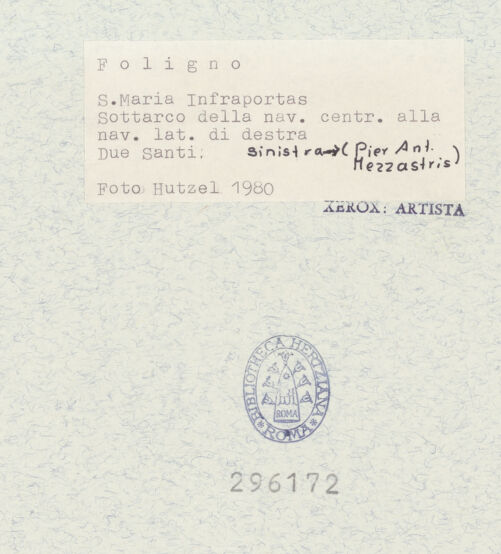 F o l i g n o
S.Maria Infraportas
Sottarco della nav. centr. alla
nav. lat. di destra
Due Santi: sinistra→(Pier Ant.
Mezzastris)
Foto Hutzel 1980
XEROX: ARTISTA
BIBLIOTHECA HERTZIANA
ROMA
* ROMA *
296172